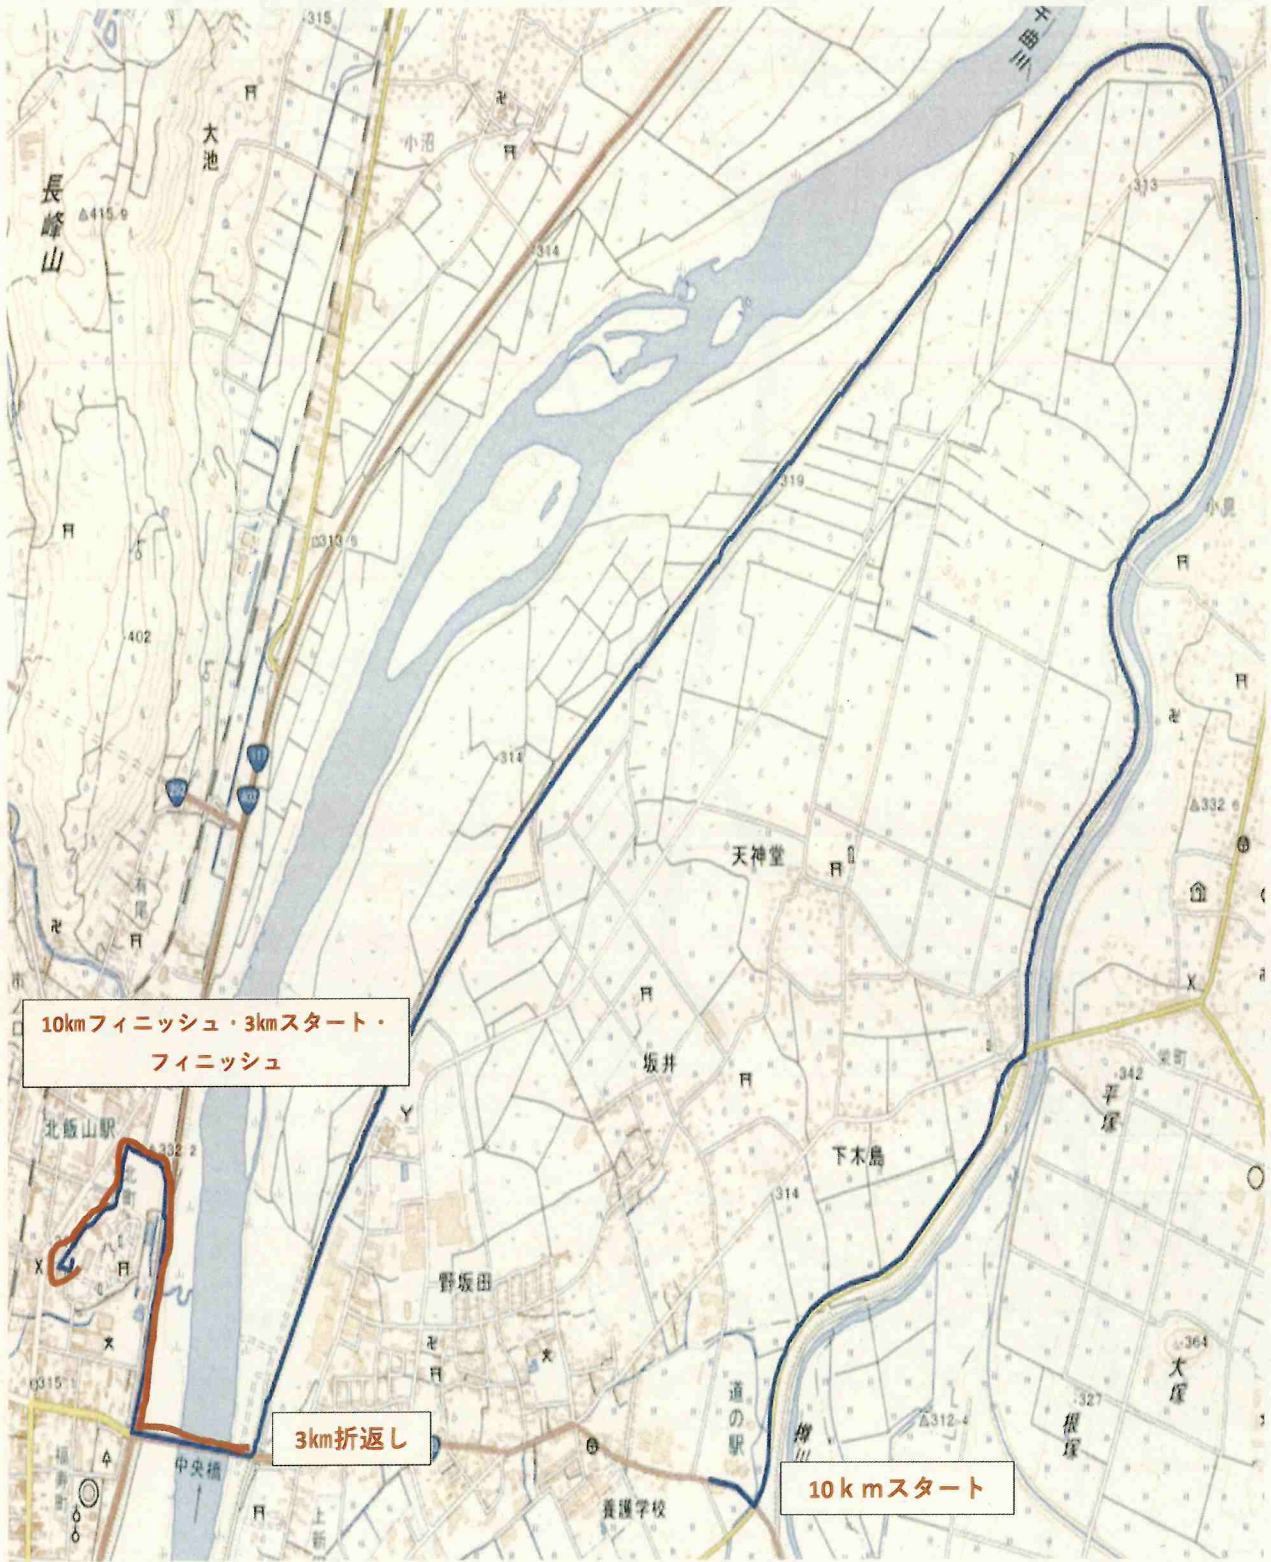 千曲川
315
大池
小沼
長峰山
415.9
314
313
319
小見
313.5
402
314
332.6
天神堂
有尾
10㎞フィニッシュ・3㎞スタート・
フィニッシュ
坂井
栄町
342
平塚
北飯山駅
332.2
北町
下木島
314
野坂田
364
大塚
315.1
道の駅
樽川
312.4
327
根塚
3㎞折返し
中央橋
福寿町
10ｋｍスタート
養護学校
上新